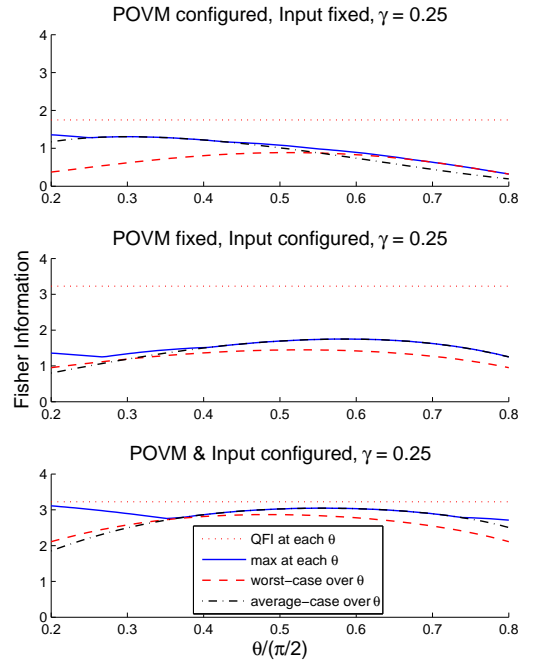 POVM configured, Input fixed, γ = 0.25
4
3
2
1
0
0.2 0.3 0.4 0.5 0.6 0.7 0.8
POVM fixed, Input configured, γ = 0.25
Fisher Information
4
3
2
1
0
0.2 0.3 0.4 0.5 0.6 0.7 0.8
POVM & Input configured, γ = 0.25
4
3
2
1
0
QFI at each θ
max at each θ
worst-case over θ
average-case over θ
0.2 0.3 0.4 0.5 0.6 0.7 0.8
θ/(π/2)